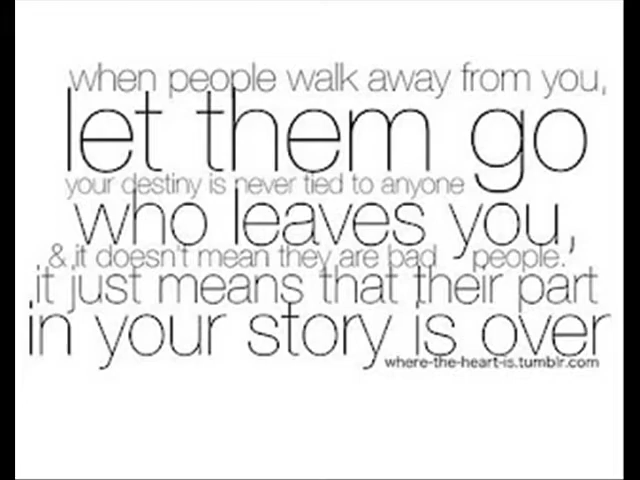 when people walk away from you,
let them go
your destiny is never tied to anyone
who leaves you,
& it doesn't mean they are bad people.
it just means that their part
in your story is over
where-the-heart-is.tumblr.com